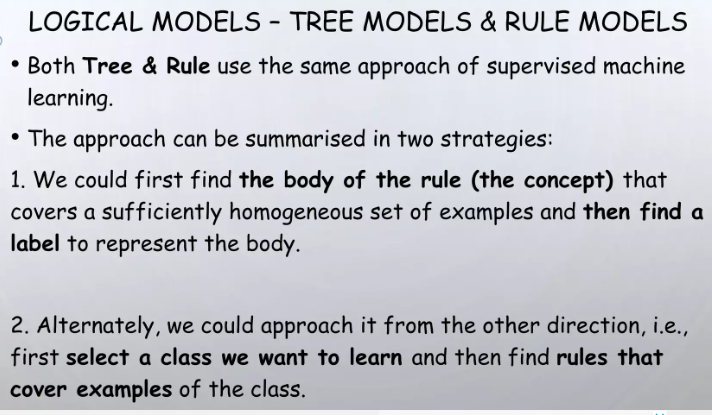 LOGICAL MODELS – TREE MODELS & RULE MODELS
• Both Tree & Rule use the same approach of supervised machine
learning.
• The approach can be summarised in two strategies:
1. We could first find the body of the rule (the concept) that
covers a sufficiently homogeneous set of examples and then find a
label to represent the body.
2. Alternately, we could approach it from the other direction, i.e.,
first select a class we want to learn and then find rules that
cover examples of the class.